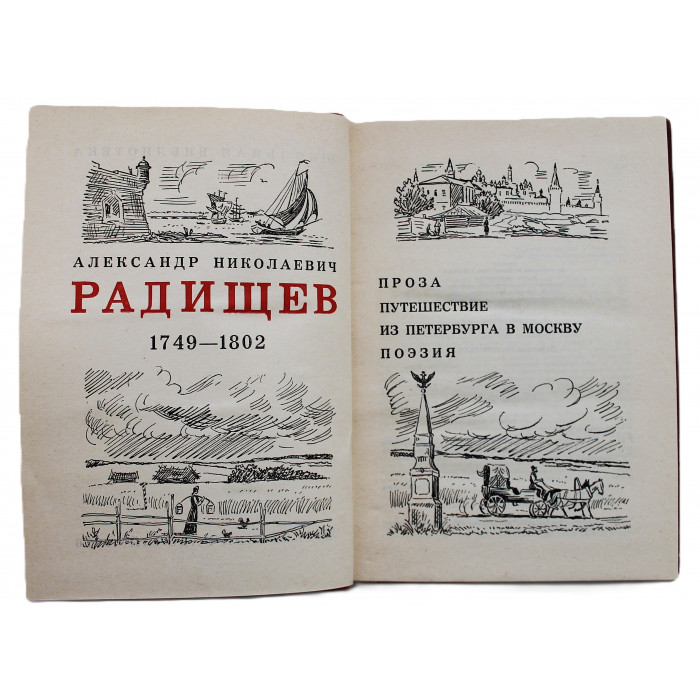 АЛЕКСАНДР НИКОЛАЕВИЧ
РАДИЩЕВ
1749—1802
ПРОЗА
ПУТЕШЕСТВИЕ
ИЗ ПЕТЕРБУРГА В МОСКВУ
ПОЭЗИЯ